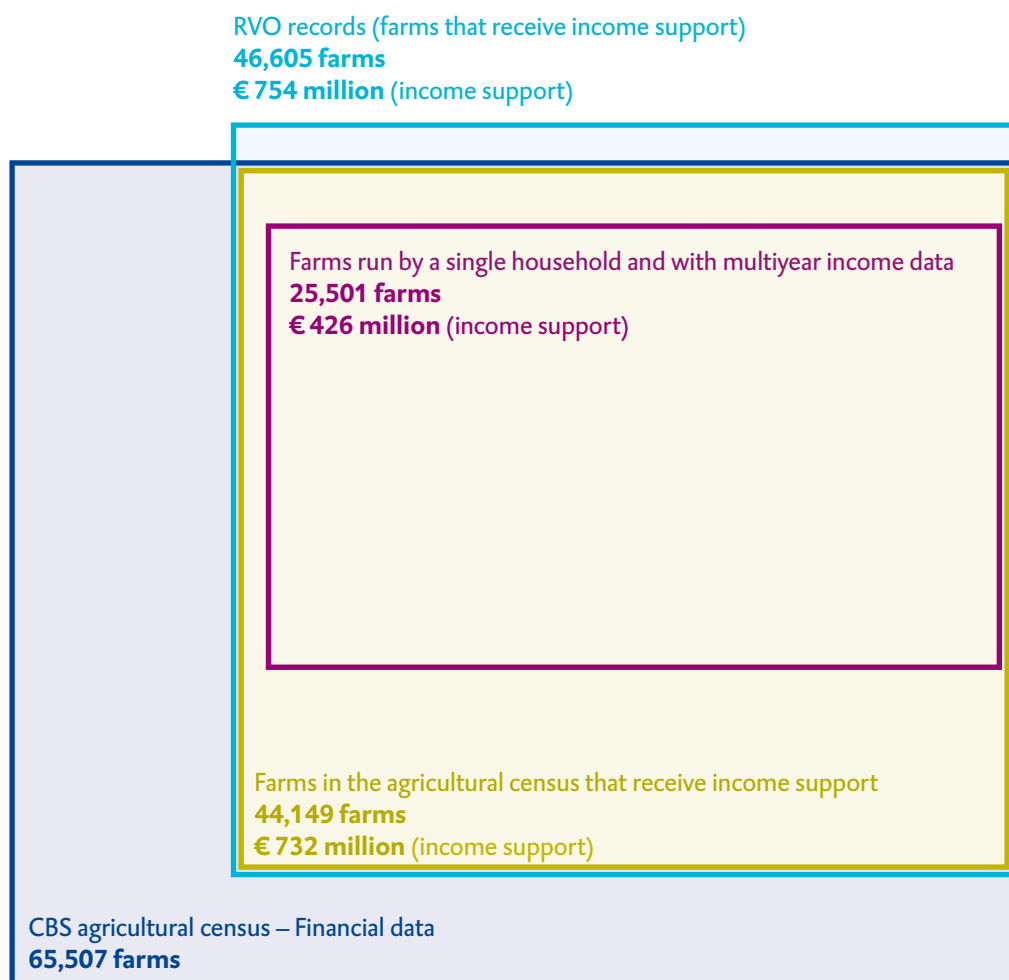 RVO records (farms that receive income support)
46,605 farms
€ 754 million (income support)
Farms run by a single household and with multiyear income data
25,501 farms
€ 426 million (income support)
Farms in the agricultural census that receive income support
44,149 farms
€ 732 million (income support)
CBS agricultural census – Financial data
65,507 farms